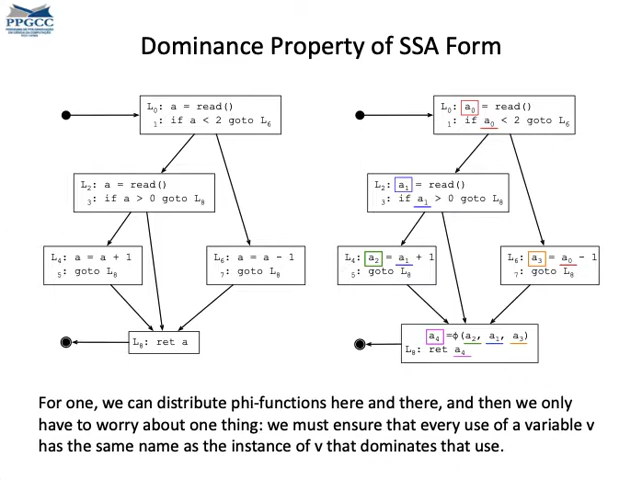 PPGCC
Dominance Property of SSA Form
L0: a = read()
1: if a < 2 goto L6
L2: a = read()
3: if a > 0 goto L8
L4: a = a + 1
5: goto L8
L6: a = a - 1
7: goto L8
L8: ret a
L0: a0 = read()
1: if a0 < 2 goto L6
L2: a1 = read()
3: if a1 > 0 goto L8
L4: a2 = a1 + 1
5: goto L8
L6: a3 = a0 - 1
7: goto L8
a4 =ϕ(a2, a1, a3)
L8: ret a4
For one, we can distribute phi-functions here and there, and then we only
have to worry about one thing: we must ensure that every use of a variable v
has the same name as the instance of v that dominates that use.